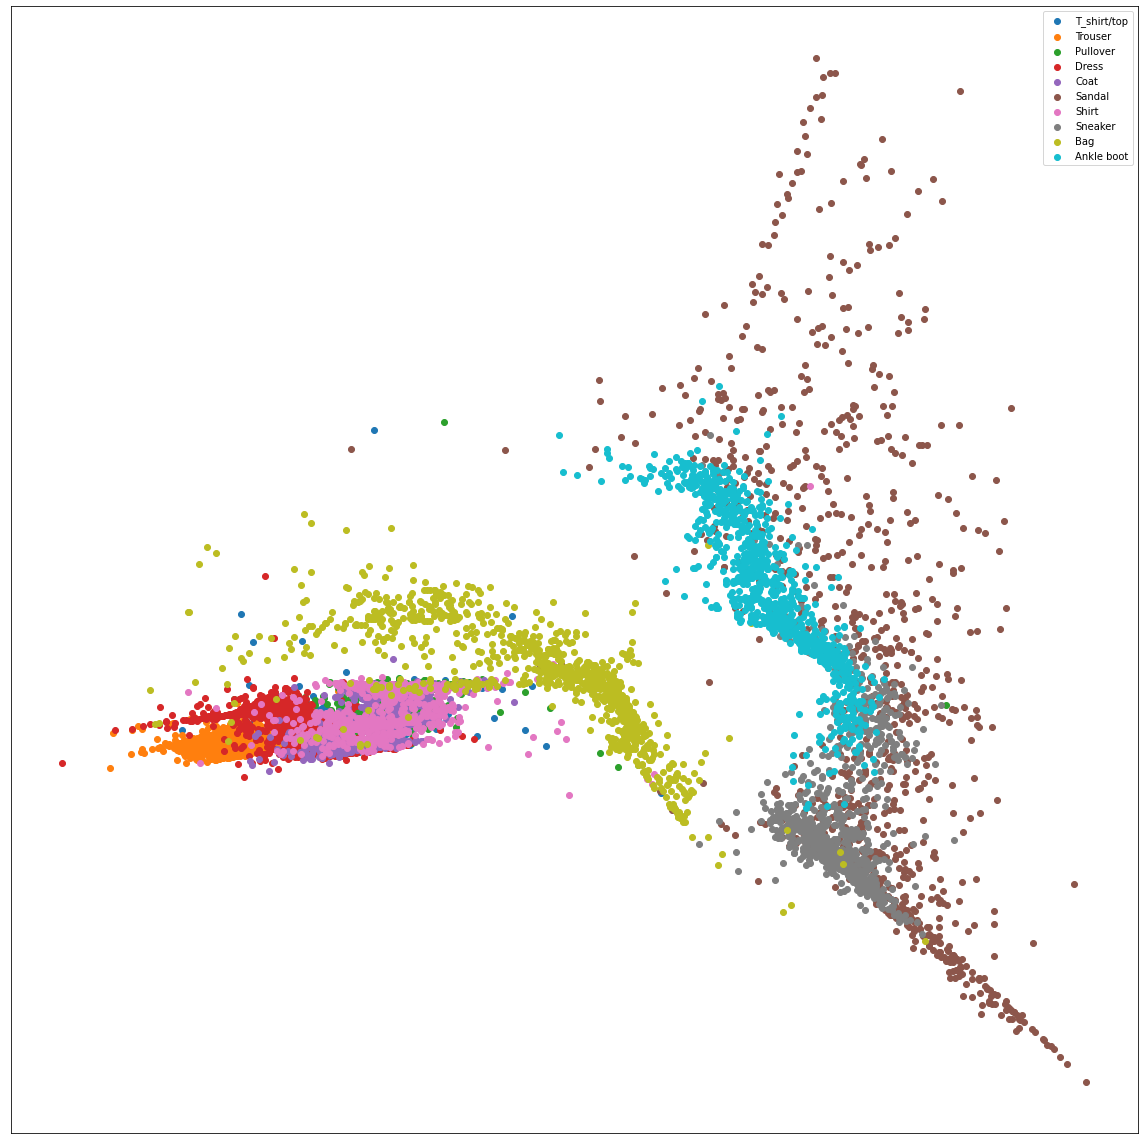 T_shirt/top
Trouser
Pullover
Dress
Coat
Sandal
Shirt
Sneaker
Bag
Ankle boot